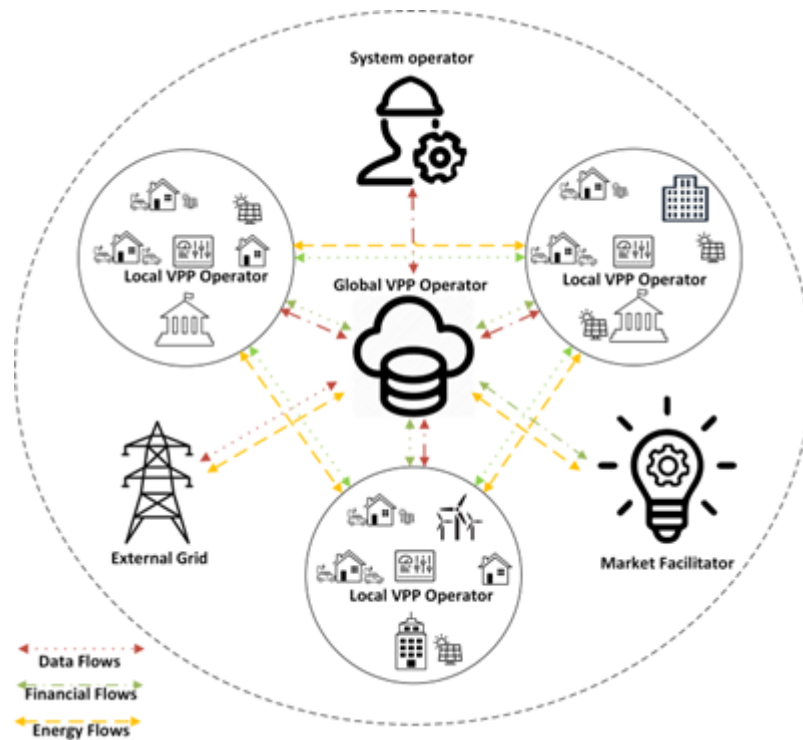 System operator
Local VPP Operator
Local VPP Operator
Global VPP Operator
External Grid
Market Facilitator
Local VPP Operator
Data Flows
Financial Flows
Energy Flows